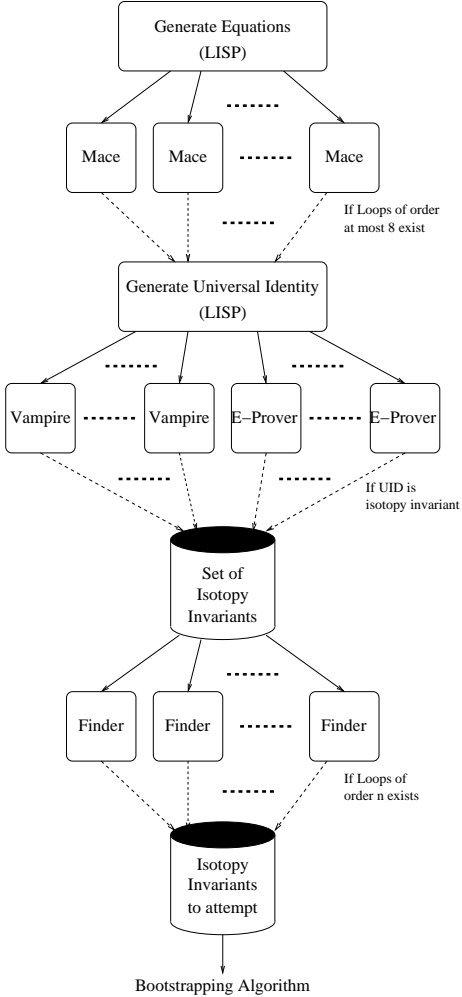 Generate Equations
(LISP)
Mace
Mace
Mace
If Loops of order
at most 8 exist
Generate Universal Identity
(LISP)
Vampire
Vampire
E-Prover
E-Prover
If UID is
isotopy invariant
Set of
Isotopy
Invariants
Finder
Finder
Finder
If Loops of
order n exists
Isotopy
Invariants
to attempt
Bootstrapping Algorithm